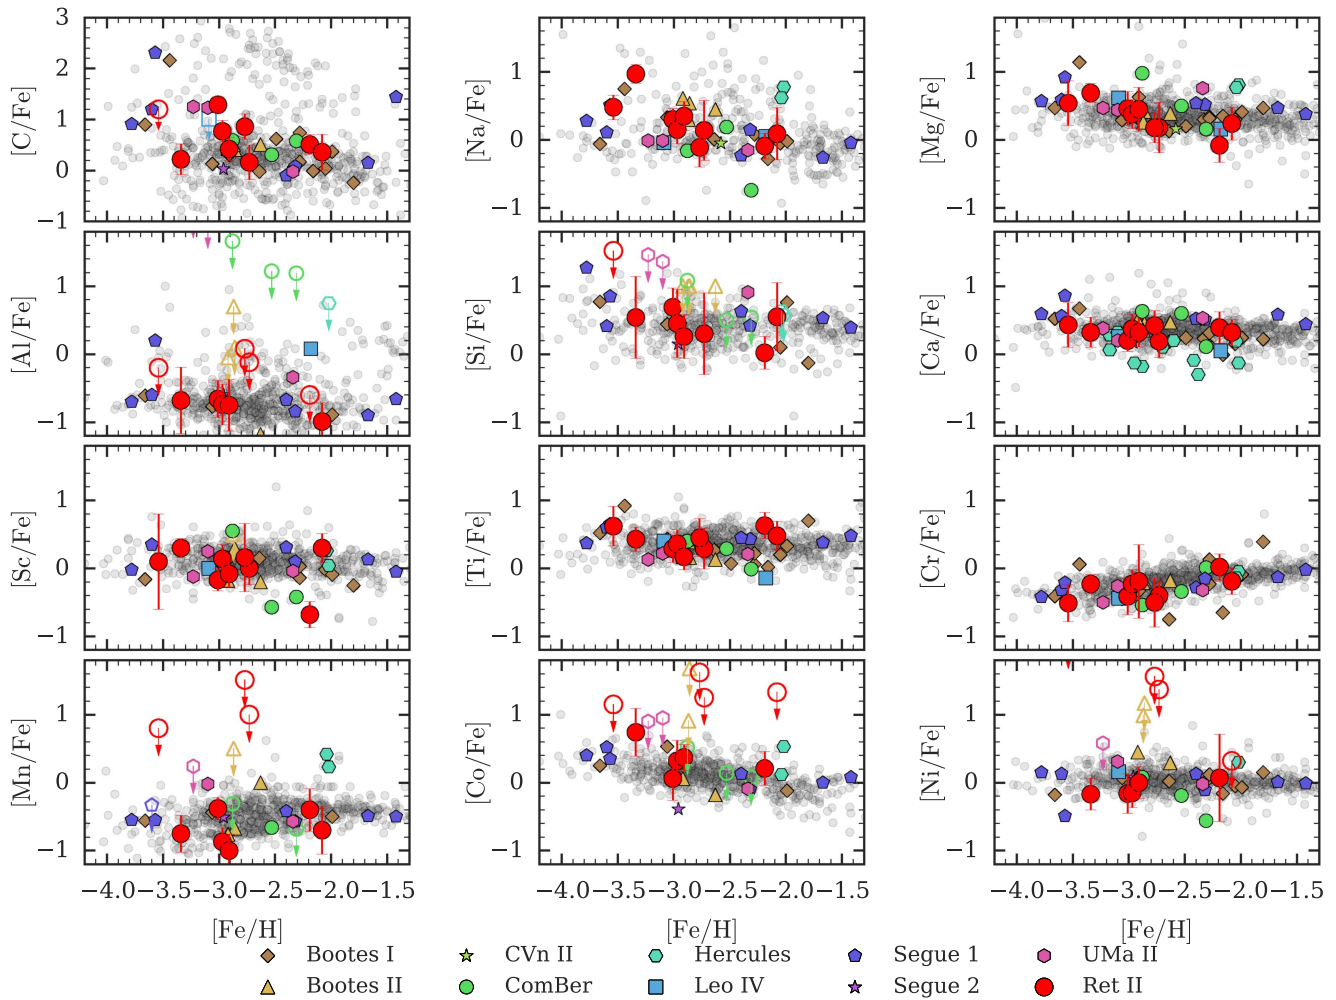 [C/Fe]
3
2
1
0
−1
[Na/Fe]
1
0
−1
[Mg/Fe]
1
0
−1
[Al/Fe]
1
0
−1
[Si/Fe]
1
0
−1
[Ca/Fe]
1
0
−1
[Sc/Fe]
1
0
−1
[Ti/Fe]
1
0
−1
[Cr/Fe]
1
0
−1
[Mn/Fe]
1
0
−1
[Co/Fe]
1
0
−1
[Ni/Fe]
1
0
−1
−4.0 −3.5 −3.0 −2.5 −2.0 −1.5
−4.0 −3.5 −3.0 −2.5 −2.0 −1.5
−4.0 −3.5 −3.0 −2.5 −2.0 −1.5
[Fe/H] [Fe/H] [Fe/H]
Bootes I CVn II Hercules Segue 1 UMa II
Bootes II ComBer Leo IV Segue 2 Ret II